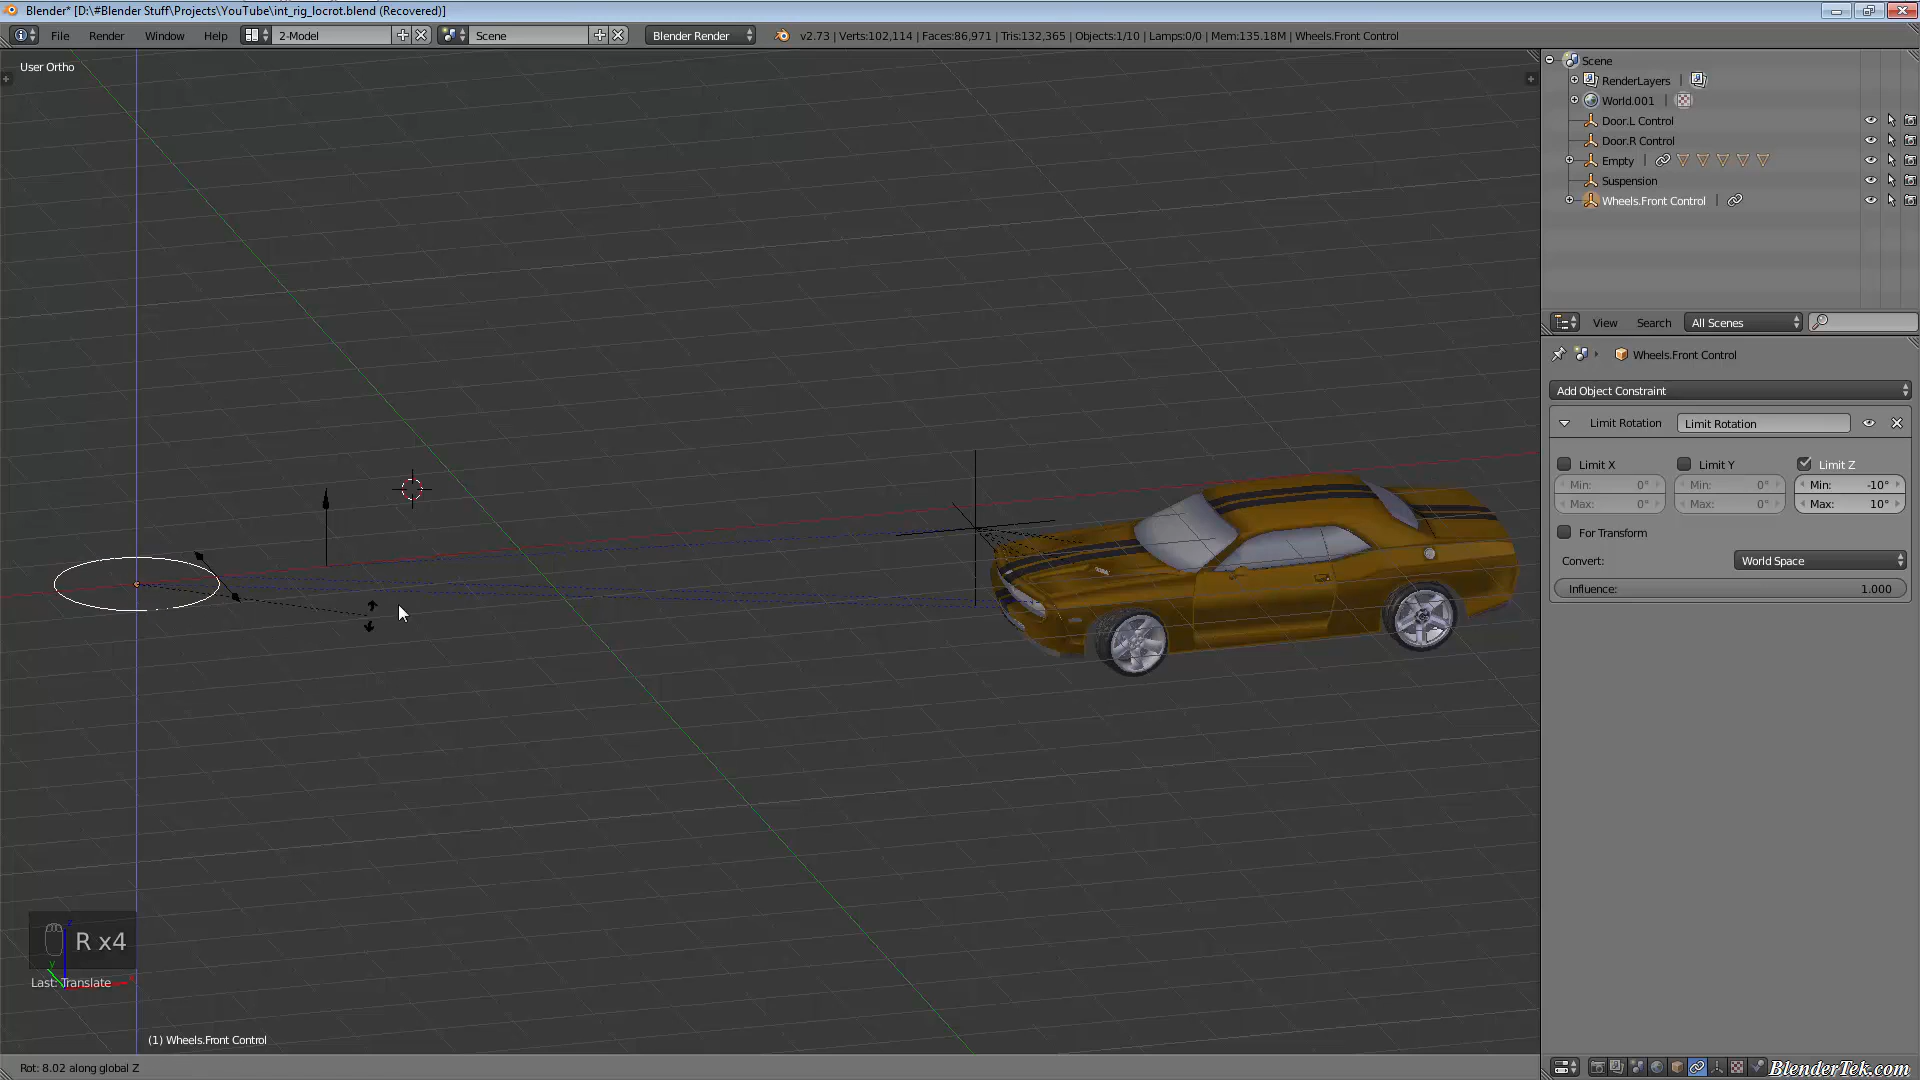 Blender* [D:\#Blender Stuff\Projects\YouTube\int_rig_locrot.blend (Recovered)]
File Render Window Help 2-Model Scene Blender Render v2.73 | Verts:102,114 | Faces:86,971 | Tris:132,365 | Objects:1/10 | Lamps:0/0 | Mem:135.18M | Wheels.Front Control
User Ortho
Scene
RenderLayers
World.001
Door.L Control
Door.R Control
Empty
Suspension
Wheels.Front Control
View Search All Scenes
Wheels.Front Control
Add Object Constraint
Limit Rotation Limit Rotation
Limit X Limit Y Limit Z
Min: 0° Min: 0° Min: -10°
Max: 0° Max: 0° Max: 10°
For Transform
Convert: World Space
Influence: 1.000
R x4
Last: Translate
(1) Wheels.Front Control
Rot: 8.02 along global Z
BlenderTek.com